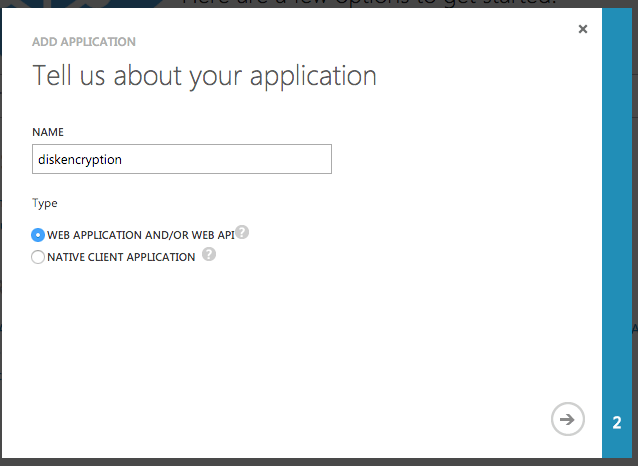 Here are a few options to get started.
ADD APPLICATION
Tell us about your application
NAME
diskencryption
Type
WEB APPLICATION AND/OR WEB API ?
NATIVE CLIENT APPLICATION ?
2